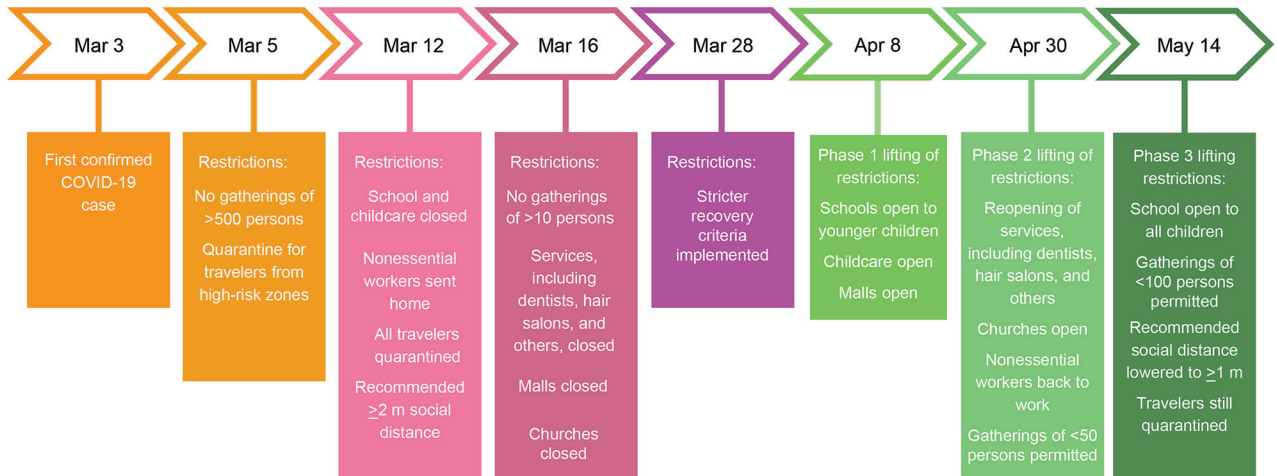 Mar 3
Mar 5
Mar 12
Mar 16
Mar 28
Apr 8
Apr 30
May 14
First confirmed
COVID-19
case
Restrictions:
No gatherings of
>500 persons
Quarantine for
travelers from
high-risk zones
Restrictions:
School and
childcare closed
Nonessential
workers sent
home
All travelers
quarantined
Recommended
≥2 m social
distance
Restrictions:
No gatherings
of >10 persons
Services,
including
dentists, hair
salons, and
others, closed
Malls closed
Churches
closed
Restrictions:
Stricter
recovery
criteria
implemented
Phase 1 lifting of
restrictions:
Schools open to
younger children
Childcare open
Malls open
Phase 2 lifting of
restrictions:
Reopening of
services,
including dentists,
hair salons, and
others
Churches open
Nonessential
workers back to
work
Gatherings of <50
persons permitted
Phase 3 lifting
restrictions:
School open to
all children
Gatherings of
<100 persons
permitted
Recommended
social distance
lowered to ≥1 m
Travelers still
quarantined